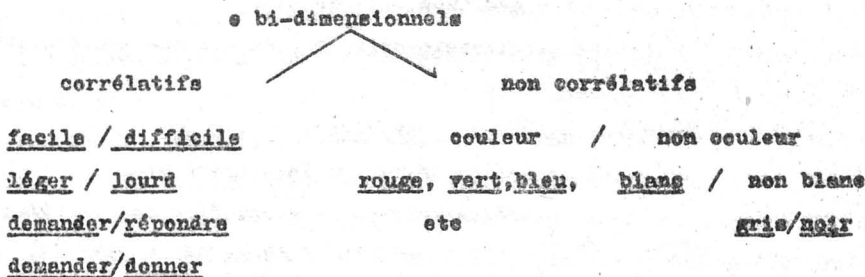 s bi-dimensionnels
corrélatifs non corrélatifs
facile / difficile couleur / non couleur
léger / lourd rouge, vert,bleu, blanc / non blanc
demander/répondre etc gris/noir
demander/donner